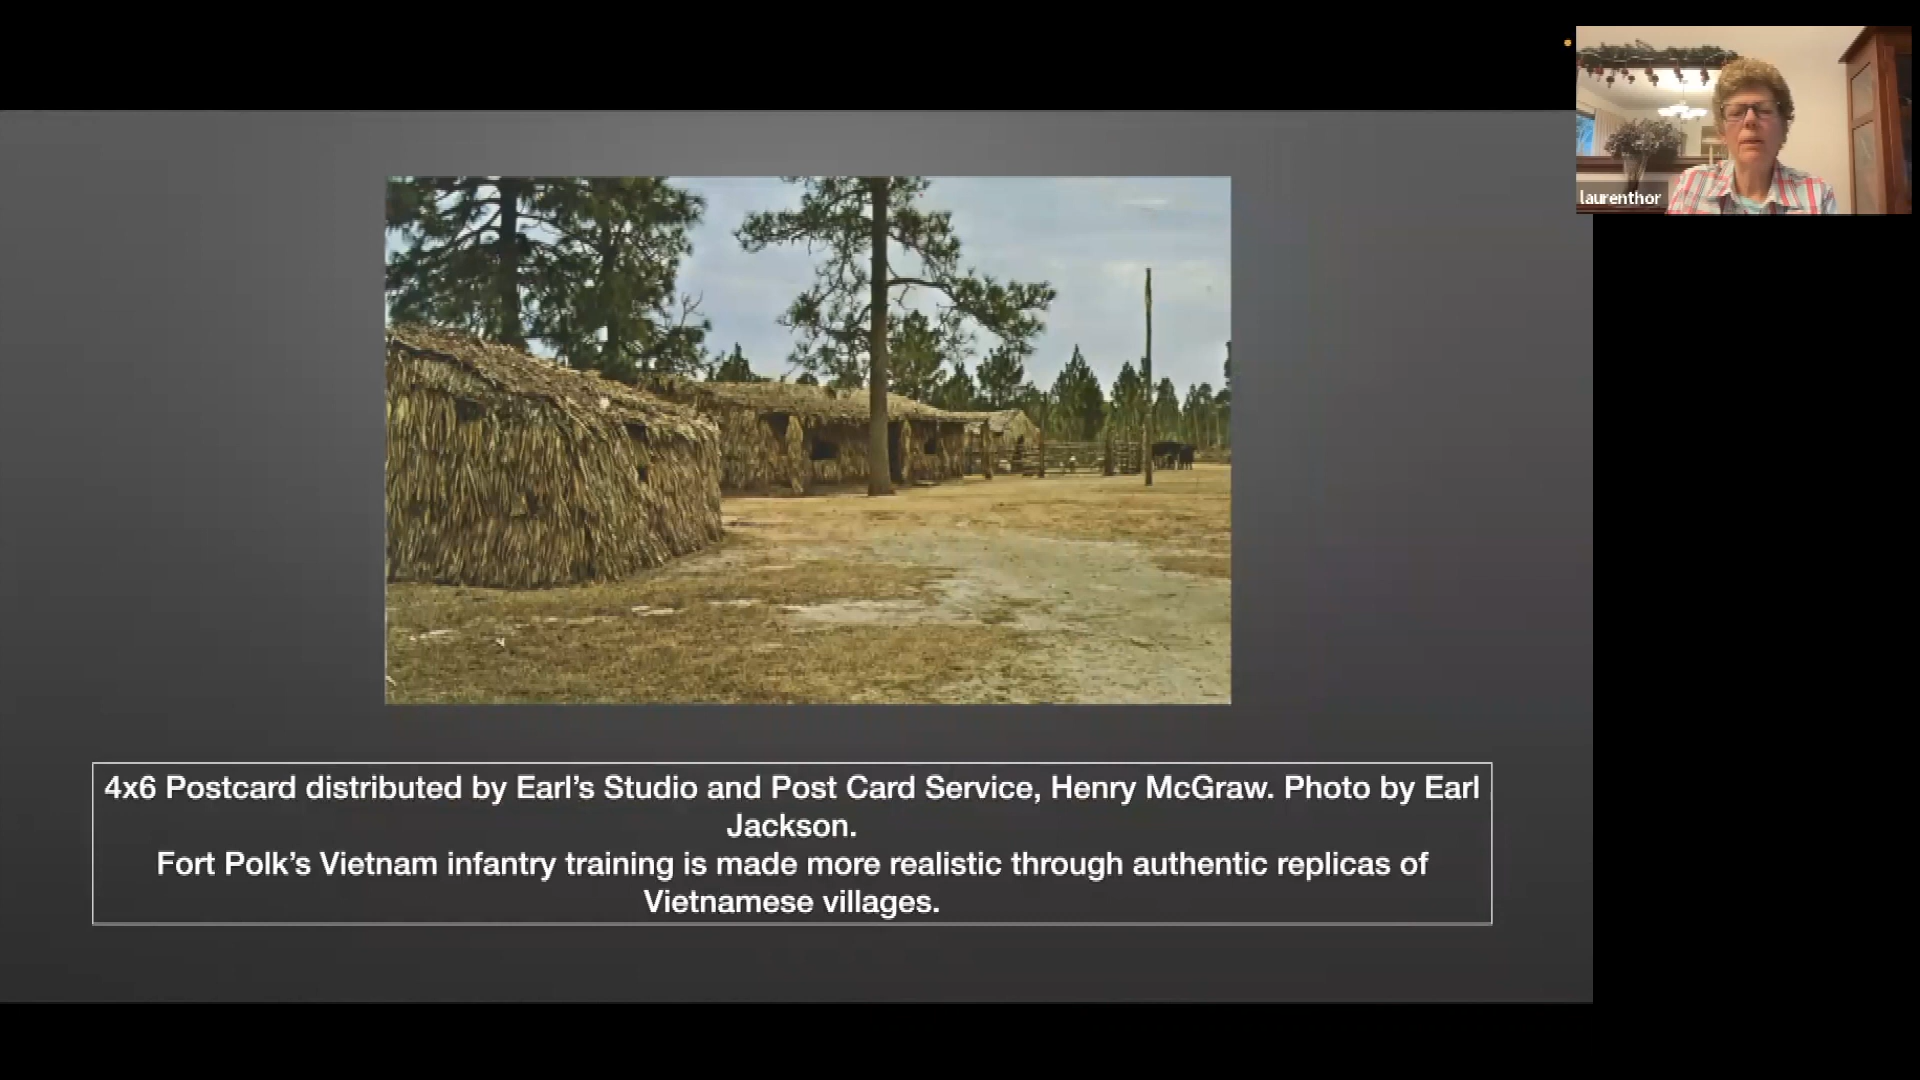 laurenthor
4x6 Postcard distributed by Earl’s Studio and Post Card Service, Henry McGraw. Photo by Earl
Jackson.
Fort Polk’s Vietnam infantry training is made more realistic through authentic replicas of
Vietnamese villages.